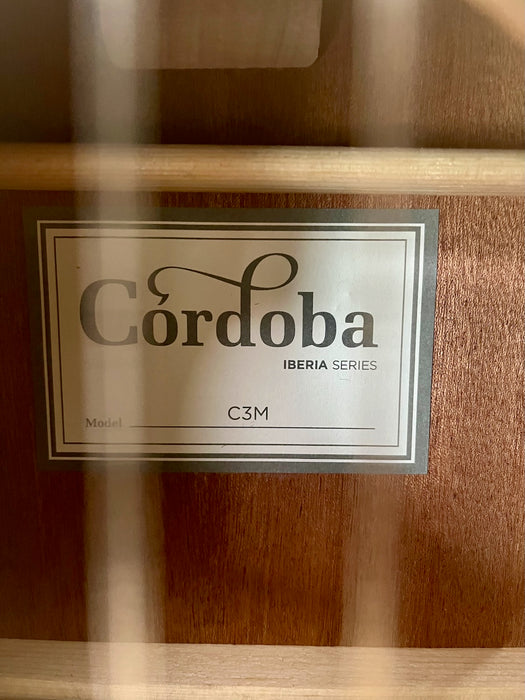 Córdoba
IBERIA SERIES
C3M
Model